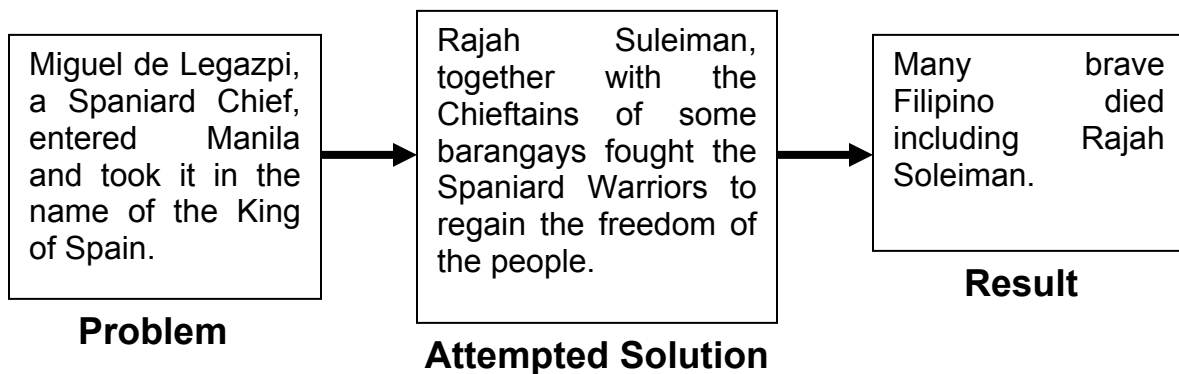 Miguel de Legazpi,
a Spaniard Chief,
entered Manila
and took it in the
name of the King
of Spain.
Problem
Rajah Suleiman,
together with the
Chieftains of some
barangays fought the
Spaniard Warriors to
regain the freedom of
the people.
Attempted Solution
Many brave
Filipino died
including Rajah
Soleiman.
Result